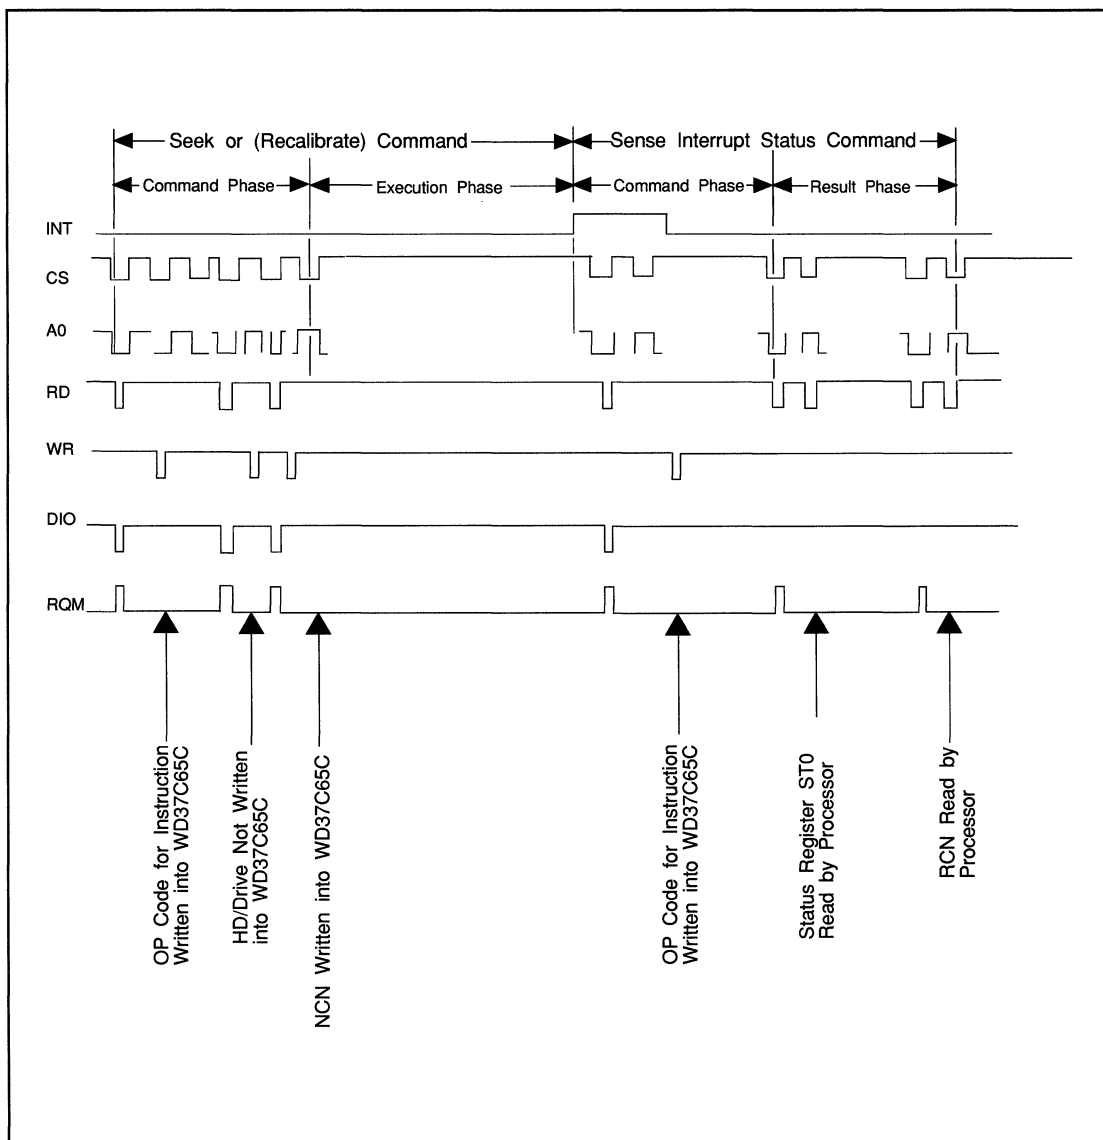 Seek or (Recalibrate) Command
Sense Interrupt Status Command
Command Phase
Execution Phase
Command Phase
Result Phase
INT
CS
A0
RD
WR
DIO
RQM
OP Code for Instruction
Written into WD37C65C
HD/Drive Not Written
into WD37C65C
NCN Written into WD37C65C
OP Code for Instruction
Written into WD37C65C
Status Register ST0
Read by Processor
RCN Read by
Processor